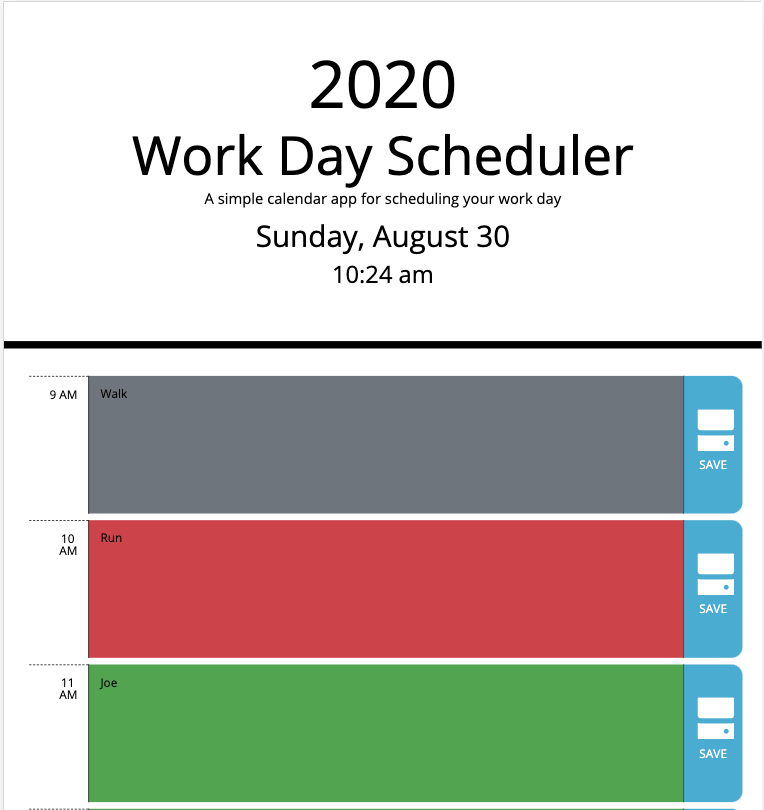 2020
Work Day Scheduler
A simple calendar app for scheduling your work day
Sunday, August 30
10:24 am
9 AM
Walk
SAVE
10
AM
Run
SAVE
11
AM
Joe
SAVE